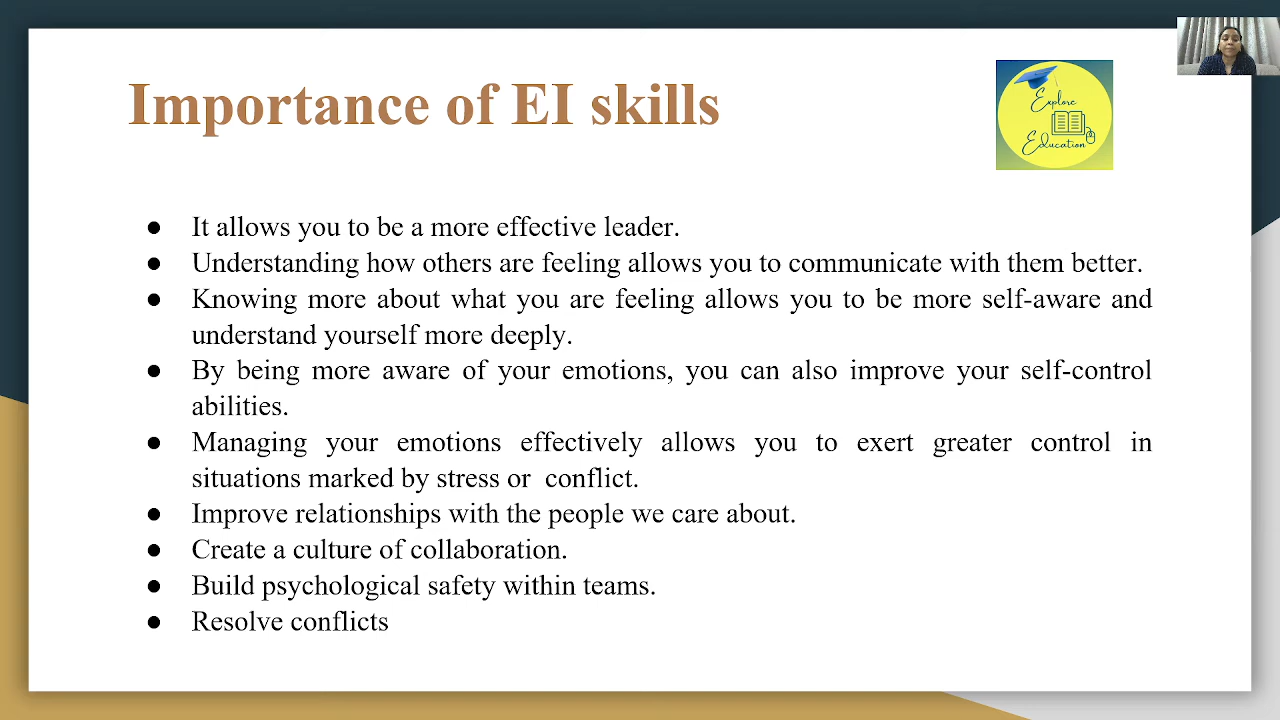 Importance of EI skills
Explore
Education
● It allows you to be a more effective leader.
● Understanding how others are feeling allows you to communicate with them better.
● Knowing more about what you are feeling allows you to be more self-aware and
understand yourself more deeply.
● By being more aware of your emotions, you can also improve your self-control
abilities.
● Managing your emotions effectively allows you to exert greater control in
situations marked by stress or conflict.
● Improve relationships with the people we care about.
● Create a culture of collaboration.
● Build psychological safety within teams.
● Resolve conflicts